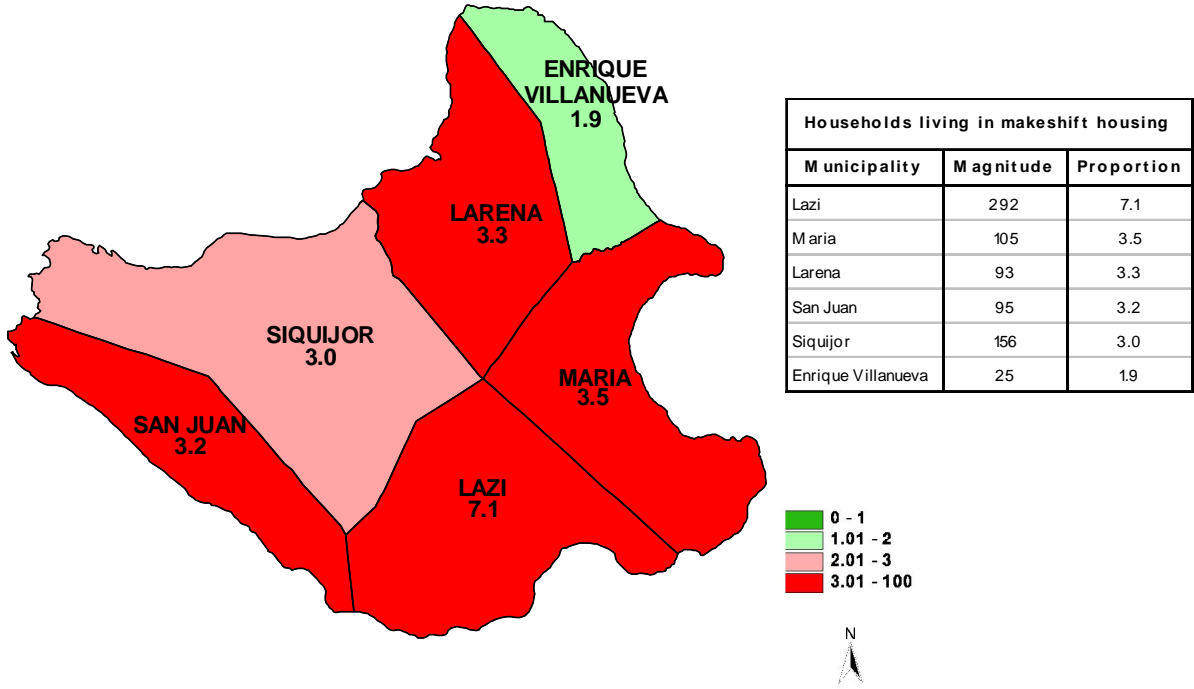 ENRIQUE
VILLANUEVA
1.9
LARENA
3.3
SIQUIJOR
3.0
MARIA
3.5
SAN JUAN
3.2
LAZI
7.1
Households living in makeshift housing
Municipality Magnitude Proportion
Lazi 292 7.1
Maria 105 3.5
Larena 93 3.3
San Juan 95 3.2
Siquijor 156 3.0
Enrique Villanueva 25 1.9
0 - 1
1.01 - 2
2.01 - 3
3.01 - 100
N